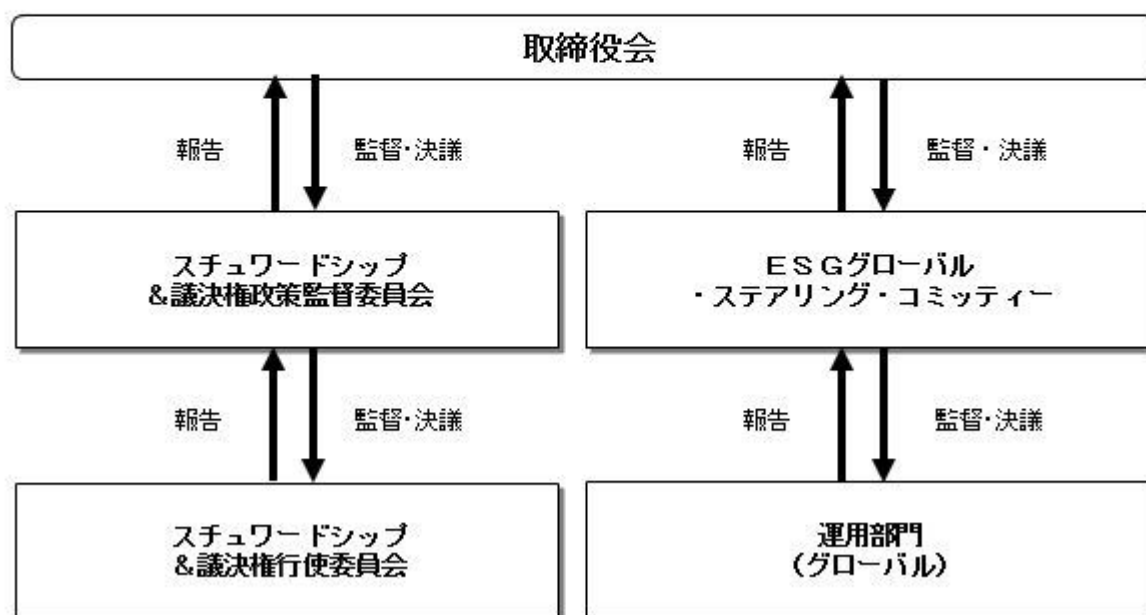 取締役会
報告
監督・決議
報告
監督・決議
スチュワードシップ
&議決権政策監督委員会
ESGグローバル
・ステアリング・コミッティー
報告
監督・決議
報告
監督・決議
スチュワードシップ
&議決権行使委員会
運用部門
(グローバル)